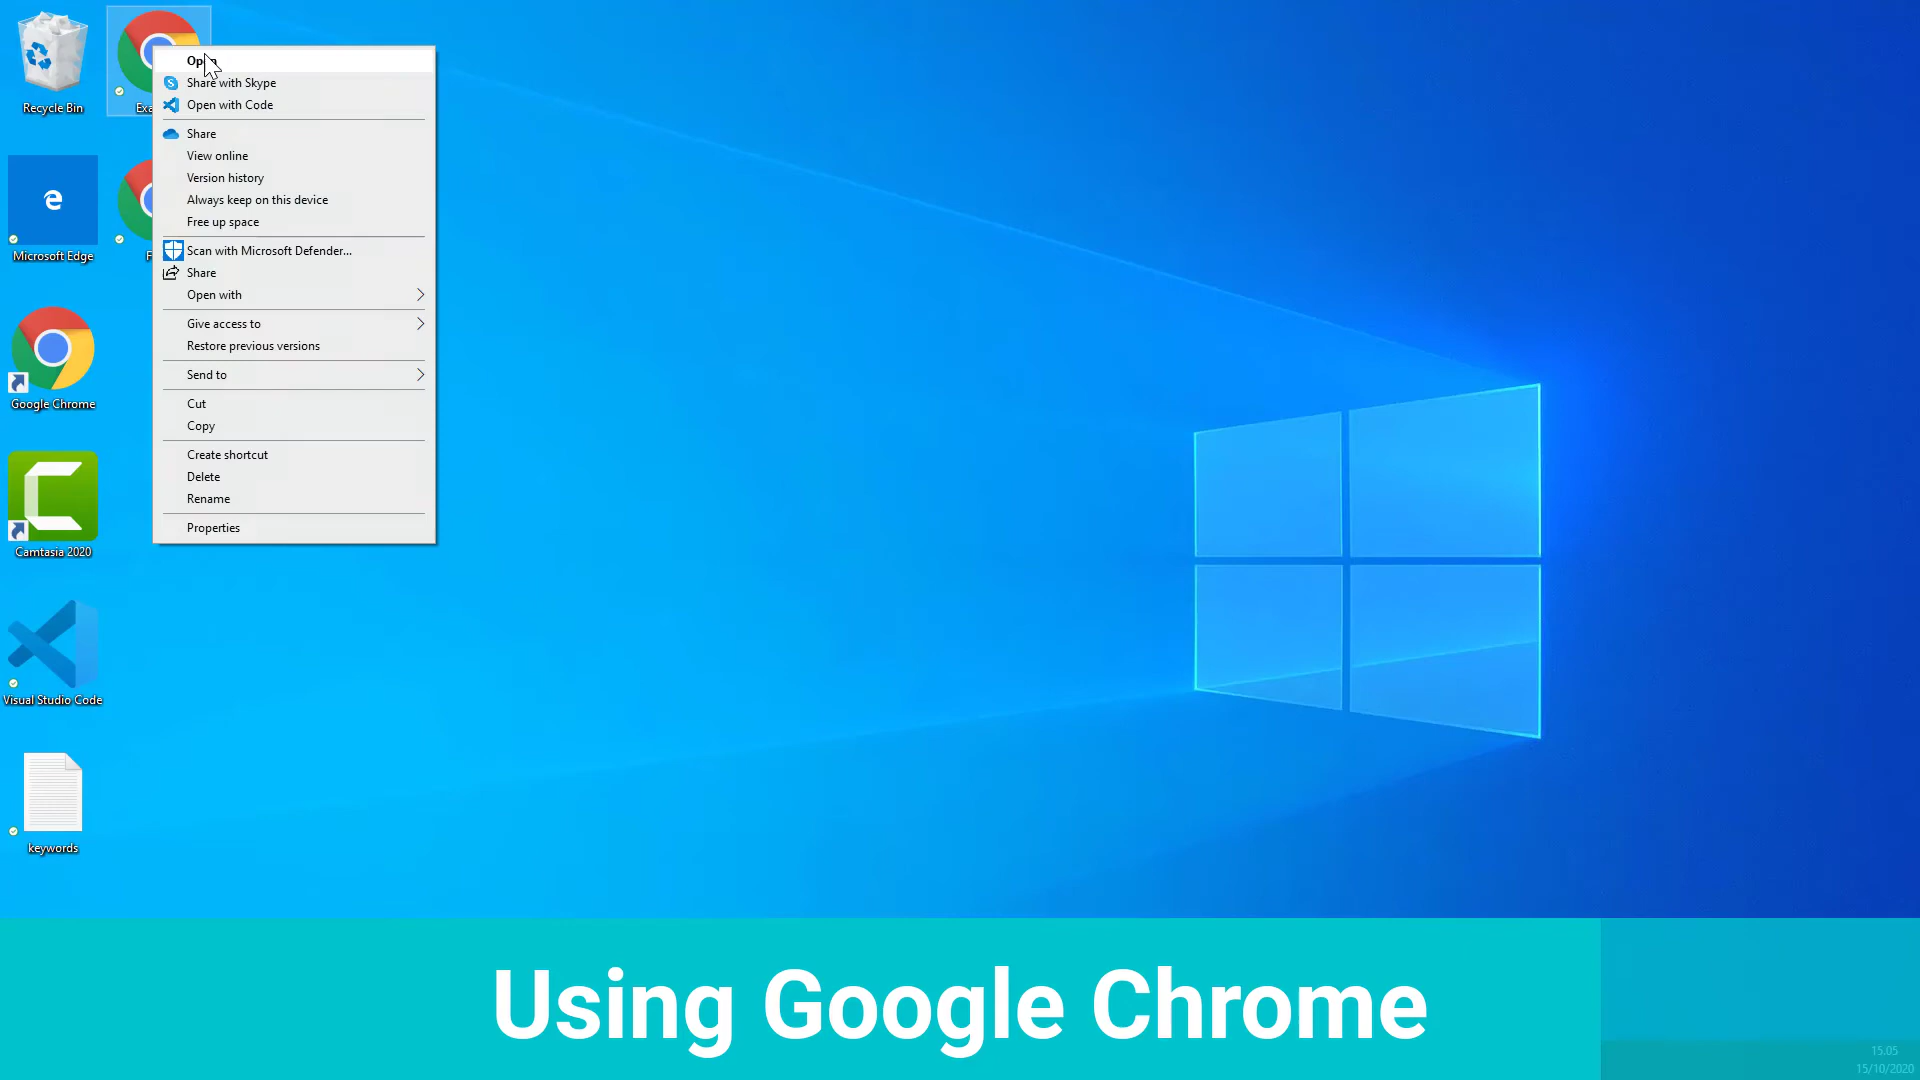 Recycle Bin
Exa
Open
Share with Skype
Open with Code
Share
View online
Version history
Always keep on this device
Free up space
Microsoft Edge
F
Scan with Microsoft Defender...
Share
Open with
Give access to
Restore previous versions
Send to
Google Chrome
Cut
Copy
Create shortcut
Delete
Rename
Properties
Camtasia 2020
Visual Studio Code
keywords
Using Google Chrome
15.05
15/10/2020